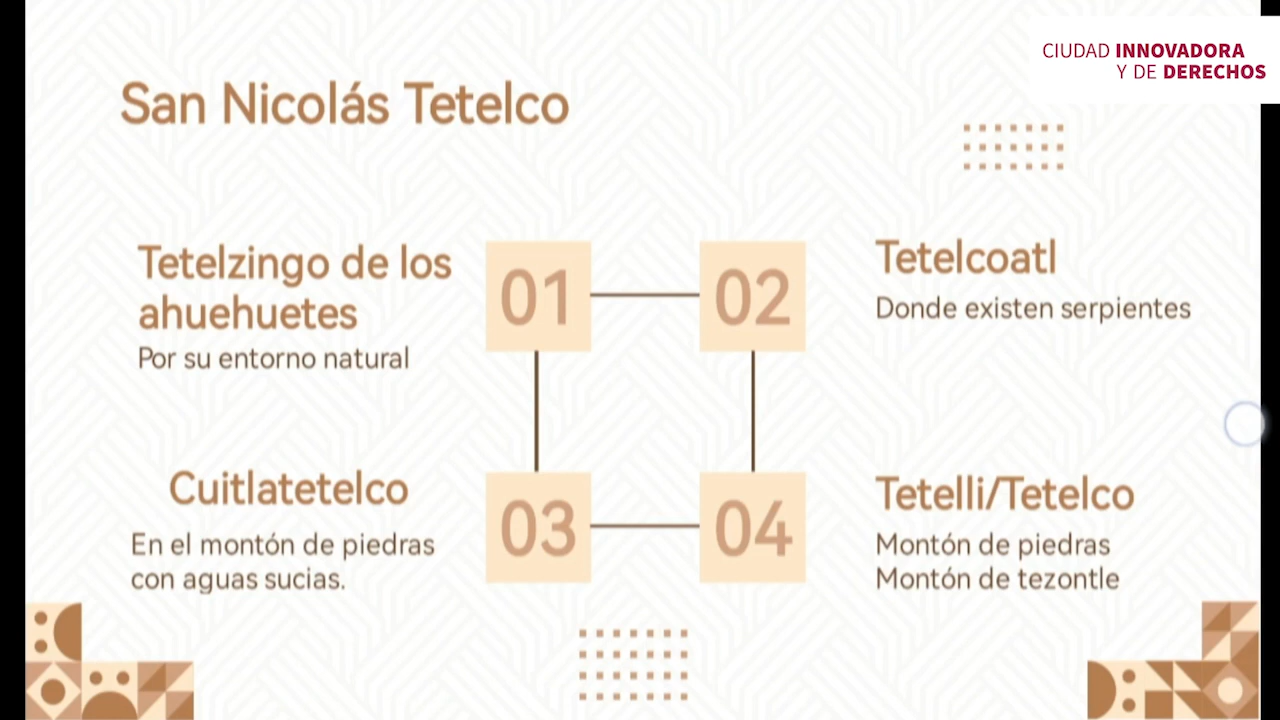 CIUDAD INNOVADORA
Y DE DERECHOS
San Nicolás Tetelco
Tetelzingo de los
ahuehuetes
Por su entorno natural
01
02
Tetelcoatl
Donde existen serpientes
Cuitlatetelco
En el montón de piedras
con aguas sucias.
03
04
Tetelli/Tetelco
Montón de piedras
Montón de tezontle